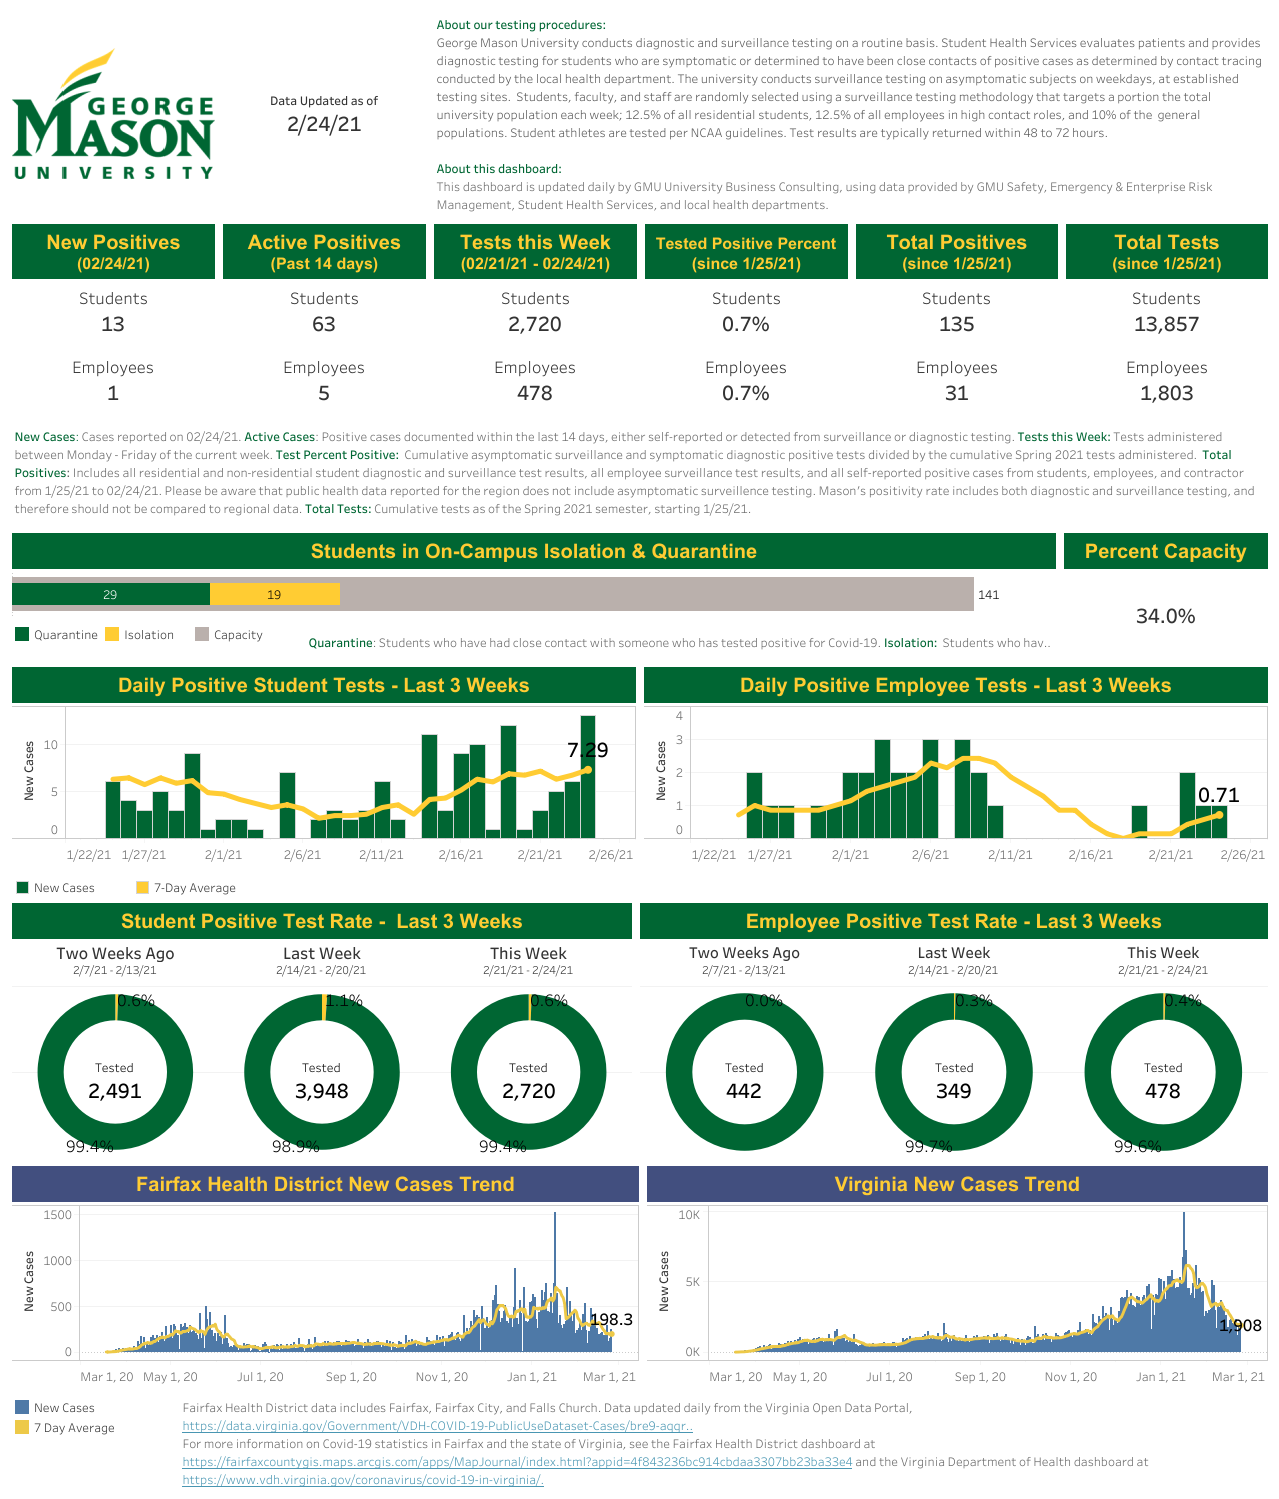 GEORGE
MASON
UNIVERSITY
Data Updated as of
2/24/21
About our testing procedures:
George Mason University conducts diagnostic and surveillance testing on a routine basis. Student Health Services evaluates patients and provides
diagnostic testing for students who are symptomatic or determined to have been close contacts of positive cases as determined by contact tracing
conducted by the local health department. The university conducts surveillance testing on asymptomatic subjects on weekdays, at established
testing sites.  Students, faculty, and staff are randomly selected using a surveillance testing methodology that targets a portion the total
university population each week; 12.5% of all residential students, 12.5% of all employees in high contact roles, and 10% of the  general
populations. Student athletes are tested per NCAA guidelines. Test results are typically returned within 48 to 72 hours.
About this dashboard:
This dashboard is updated daily by GMU University Business Consulting, using data provided by GMU Safety, Emergency & Enterprise Risk
Management, Student Health Services, and local health departments.
New Positives
(02/24/21)
Students
13
Employees
1
Active Positives
(Past 14 days)
Students
63
Employees
5
Tests this Week
(02/21/21 - 02/24/21)
Students
2,720
Employees
478
Tested Positive Percent
(since 1/25/21)
Students
0.7%
Employees
0.7%
Total Positives
(since 1/25/21)
Students
135
Employees
31
Total Tests
(since 1/25/21)
Students
13,857
Employees
1,803
New Cases: Cases reported on 02/24/21. Active Cases: Positive cases documented within the last 14 days, either self-reported or detected from surveillance or diagnostic testing. Tests this Week: Tests administered
between Monday - Friday of the current week. Test Percent Positive:  Cumulative asymptomatic surveillance and symptomatic diagnostic positive tests divided by the cumulative Spring 2021 tests administered.  Total
Positives: Includes all residential and non-residential student diagnostic and surveillance test results, all employee surveillance test results, and all self-reported positive cases from students, employees, and contractor
from 1/25/21 to 02/24/21. Please be aware that public health data reported for the region does not include asymptomatic surveillence testing. Mason's positivity rate includes both diagnostic and surveillance testing, and
therefore should not be compared to regional data. Total Tests: Cumulative tests as of the Spring 2021 semester, starting 1/25/21.
Students in On-Campus Isolation & Quarantine
29 19 141
Quarantine Isolation Capacity
Quarantine: Students who have had close contact with someone who has tested positive for Covid-19. Isolation:  Students who hav..
Percent Capacity
34.0%
Daily Positive Student Tests - Last 3 Weeks
New Cases
10
5
0
7.29
1/22/21 1/27/21 2/1/21 2/6/21 2/11/21 2/16/21 2/21/21 2/26/21
Daily Positive Employee Tests - Last 3 Weeks
New Cases
4
3
2
1
0
0.71
1/22/21 1/27/21 2/1/21 2/6/21 2/11/21 2/16/21 2/21/21 2/26/21
New Cases 7-Day Average
Student Positive Test Rate -  Last 3 Weeks
Two Weeks Ago
2/7/21 - 2/13/21
0.6%
Tested
2,491
99.4%
Last Week
2/14/21 - 2/20/21
1.1%
Tested
3,948
98.9%
This Week
2/21/21 - 2/24/21
0.6%
Tested
2,720
99.4%
Employee Positive Test Rate - Last 3 Weeks
Two Weeks Ago
2/7/21 - 2/13/21
0.0%
Tested
442
Last Week
2/14/21 - 2/20/21
0.3%
Tested
349
99.7%
This Week
2/21/21 - 2/24/21
0.4%
Tested
478
99.6%
Fairfax Health District New Cases Trend
New Cases
1500
1000
500
0
198.3
Mar 1, 20 May 1, 20 Jul 1, 20 Sep 1, 20 Nov 1, 20 Jan 1, 21 Mar 1, 21
Virginia New Cases Trend
New Cases
10K
5K
0K
1,908
Mar 1, 20 May 1, 20 Jul 1, 20 Sep 1, 20 Nov 1, 20 Jan 1, 21 Mar 1, 21
New Cases
7 Day Average
Fairfax Health District data includes Fairfax, Fairfax City, and Falls Church. Data updated daily from the Virginia Open Data Portal,
https://data.virginia.gov/Government/VDH-COVID-19-PublicUseDataset-Cases/bre9-aqqr..
For more information on Covid-19 statistics in Fairfax and the state of Virginia, see the Fairfax Health District dashboard at
https://fairfaxcountygis.maps.arcgis.com/apps/MapJournal/index.html?appid=4f843236bc914cbdaa3307bb23ba33e4 and the Virginia Department of Health dashboard at
https://www.vdh.virginia.gov/coronavirus/covid-19-in-virginia/.